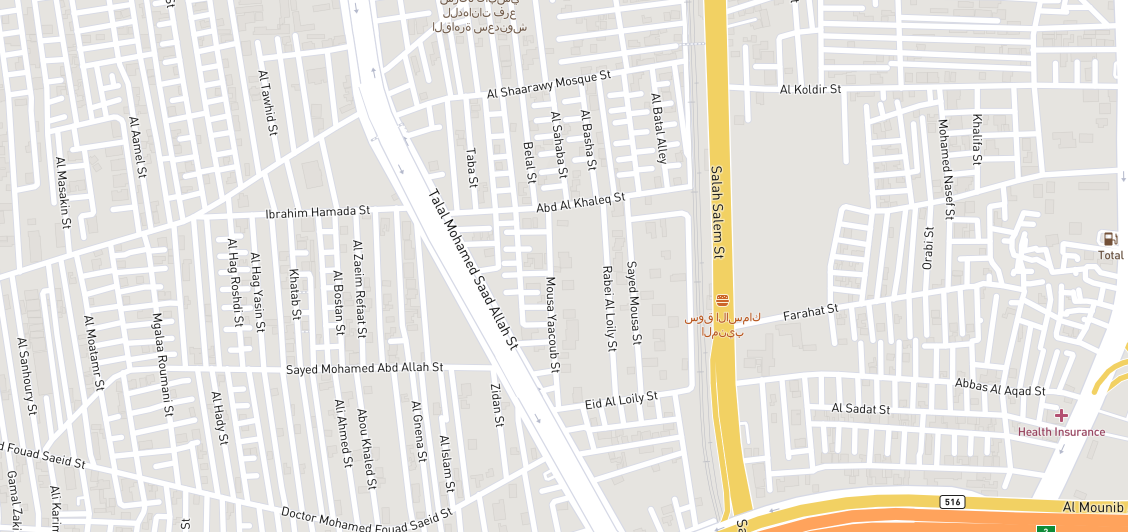 للدهانات فرع
القاهرة سعدنوش
Al Shaarawy Mosque St
Al Koldir St
Al Tawhid St
Al Aamel St
Al Masakin St
Taba St
Belal St
Al Sahaba St
Al Basha St
Al Batal Alley
Mohamed Nasef St
Khalifa St
Salah Salem St
Abd Al Khaleq St
Ibrahim Hamada St
Talal Mohamed Saad Allah St
Al Hag Roshdi St
Al Hag Yasin St
Khatab St
Al Bostan St
Al Zaeim Refaat St
Orabi St
Total
Mousa Yaacoub St
Rabei Al Loily St
Sayed Mousa St
سوق الاسماك
المنيب
Farahat St
Al Sanhoury St
Al Moatamr St
Mgalaa Roumani St
Sayed Mohamed Abd Allah St
Al Hady St
Ali Ahmed St
Abou Khaled St
Al Gnena St
Al Islam St
Zidan St
Eid Al Loily St
Abbas Al Aqad St
Al Sadat St
Health Insurance
d Fouad Saeid St
Gamal Zaki
Ali Karim
St
Doctor Mohamed Fouad Saeid St
Sa
516
Al Mounib
2